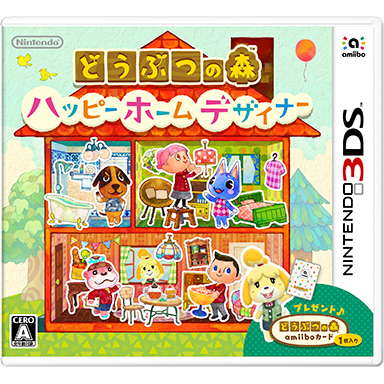 Nintendo
amiibo
どうぶつの森
ハッピーホームデザイナー
NINTENDO 3DS
プレゼント♪
どうぶつの森
amiiboカード
1枚入り
CERO
A